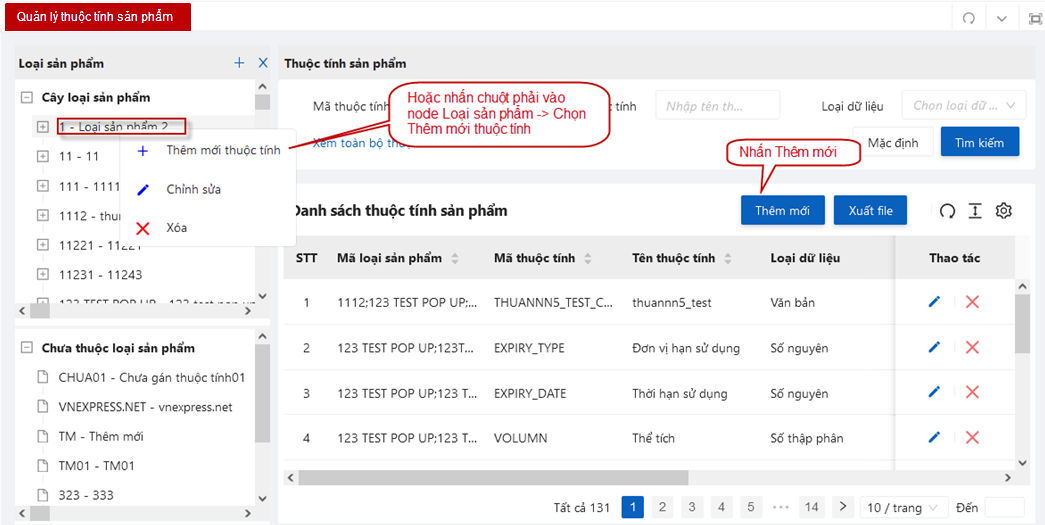 Quản lý thuộc tính sản phẩm
Loại sản phẩm
Cây loại sản phẩm
1 - Loại sản phẩm 2
11 - 11
111 - 1111
1112 - thu
11221 - 11221
11231 - 11243
123 TEST POP UP - 123 test pop up
Thêm mới thuộc tính
Chỉnh sửa
Xóa
Chưa thuộc loại sản phẩm
CHUA01 - Chưa gán thuộc tính01
VNEXPRESS.NET - vnexpress.net
TM - Thêm mới
TM01 - TM01
323 - 333
Thuộc tính sản phẩm
Mã thuộc tính
tính
Nhập tên th...
Loại dữ liệu
Chọn loại dữ ...
Hoặc nhấn chuột phải vào
node Loại sản phẩm -> Chọn
Thêm mới thuộc tính
Xem toàn bộ
Mặc định
Tìm kiếm
Nhấn Thêm mới
Danh sách thuộc tính sản phẩm
Thêm mới
Xuất file
STT Mã loại sản phẩm Mã thuộc tính Tên thuộc tính Loại dữ liệu Thao tác
1 1112;123 TEST POP UP;... THUANNN5_TEST_C... thuannn5_test Văn bản
2 123 TEST POP UP;123T... EXPIRY_TYPE Đơn vị hạn sử dụng Số nguyên
3 123 TEST POP UP;123 T... EXPIRY_DATE Thời hạn sử dụng Số nguyên
4 123 TEST POP UP;123 T... VOLUMN Thể tích Số thập phân
Tất cả 131 1 2 3 4 5 ••• 14 10 / trang Đến